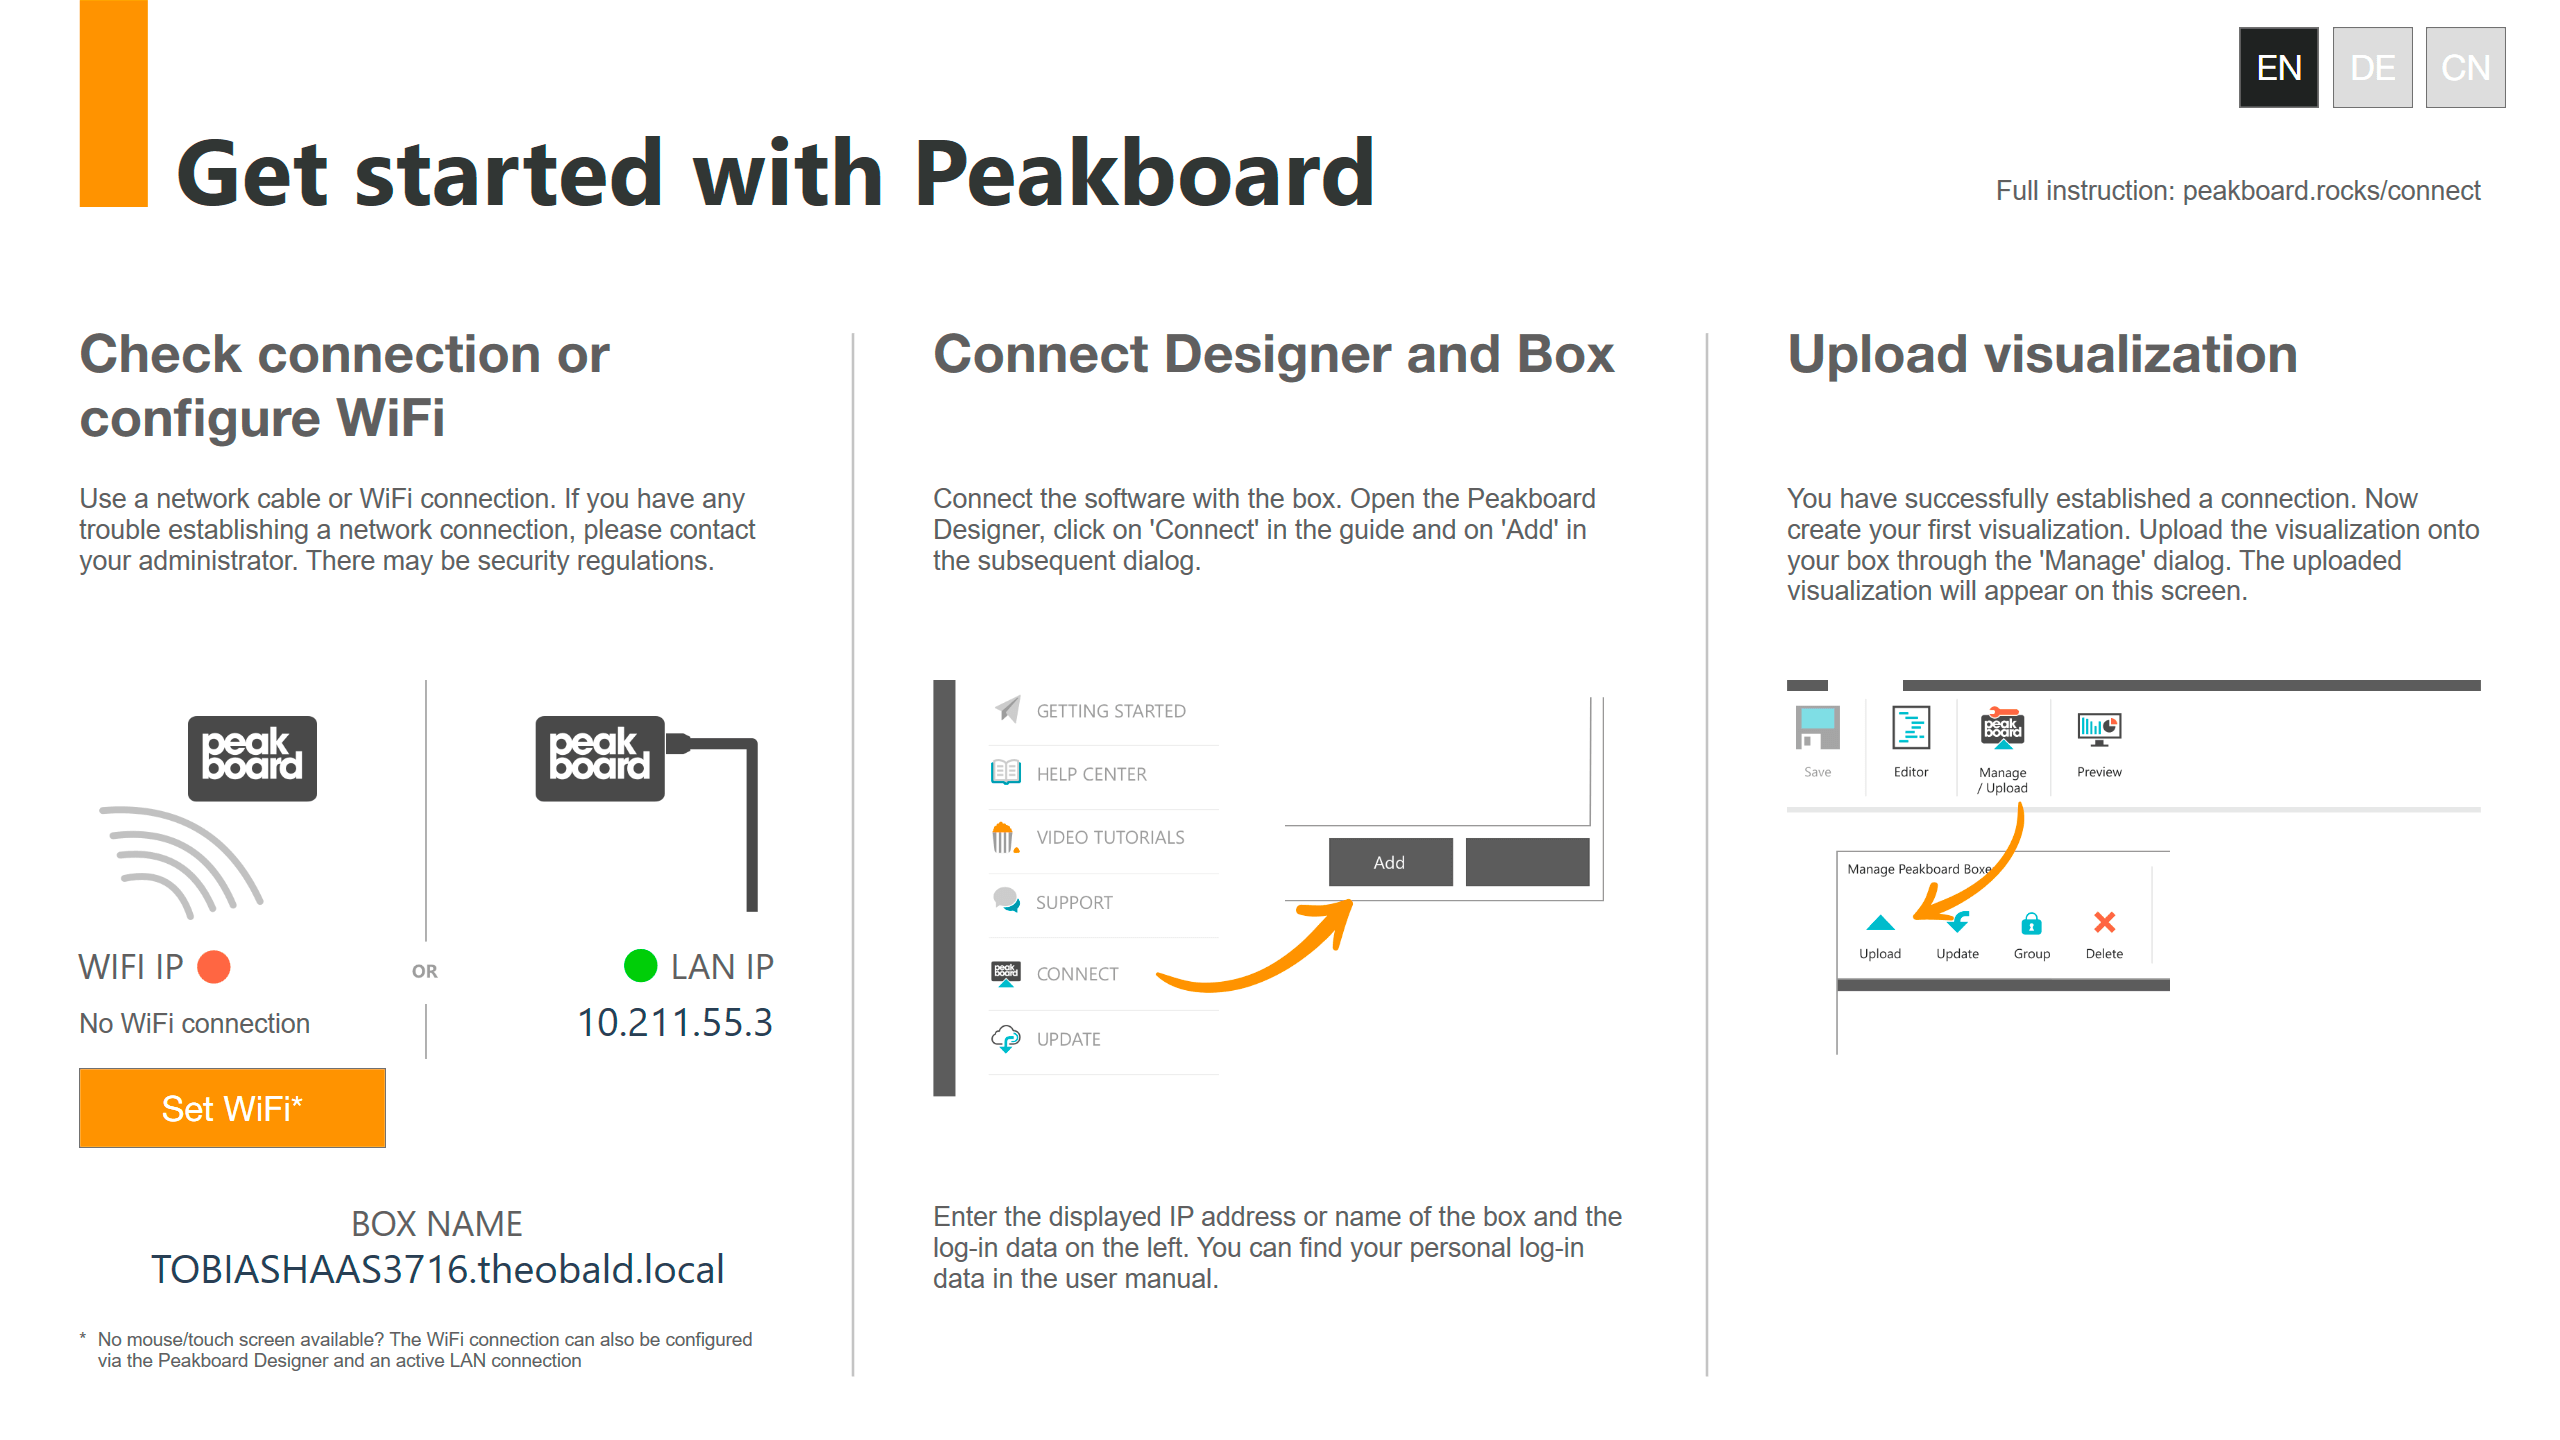 EN DE CN
Get started with Peakboard
Full instruction: peakboard.rocks/connect
Check connection or
configure WiFi
Use a network cable or WiFi connection. If you have any
trouble establishing a network connection, please contact
your administrator. There may be security regulations.
peak
board
peak
board
WIFI IP
OR
LAN IP
No WiFi connection
10.211.55.3
Set WiFi*
BOX NAME
TOBIASHAAS3716.theobald.local
* No mouse/touch screen available? The WiFi connection can also be configured
via the Peakboard Designer and an active LAN connection
Connect Designer and Box
Connect the software with the box. Open the Peakboard
Designer, click on 'Connect' in the guide and on 'Add' in
the subsequent dialog.
GETTING STARTED
HELP CENTER
VIDEO TUTORIALS
SUPPORT
peak
board
CONNECT
UPDATE
Add
Enter the displayed IP address or name of the box and the
log-in data on the left. You can find your personal log-in
data in the user manual.
Upload visualization
You have successfully established a connection. Now
create your first visualization. Upload the visualization onto
your box through the 'Manage' dialog. The uploaded
visualization will appear on this screen.
peak
board
Save
Editor
Manage
/ Upload
Preview
Manage Peakboard Boxe
Upload
Update
Group
Delete